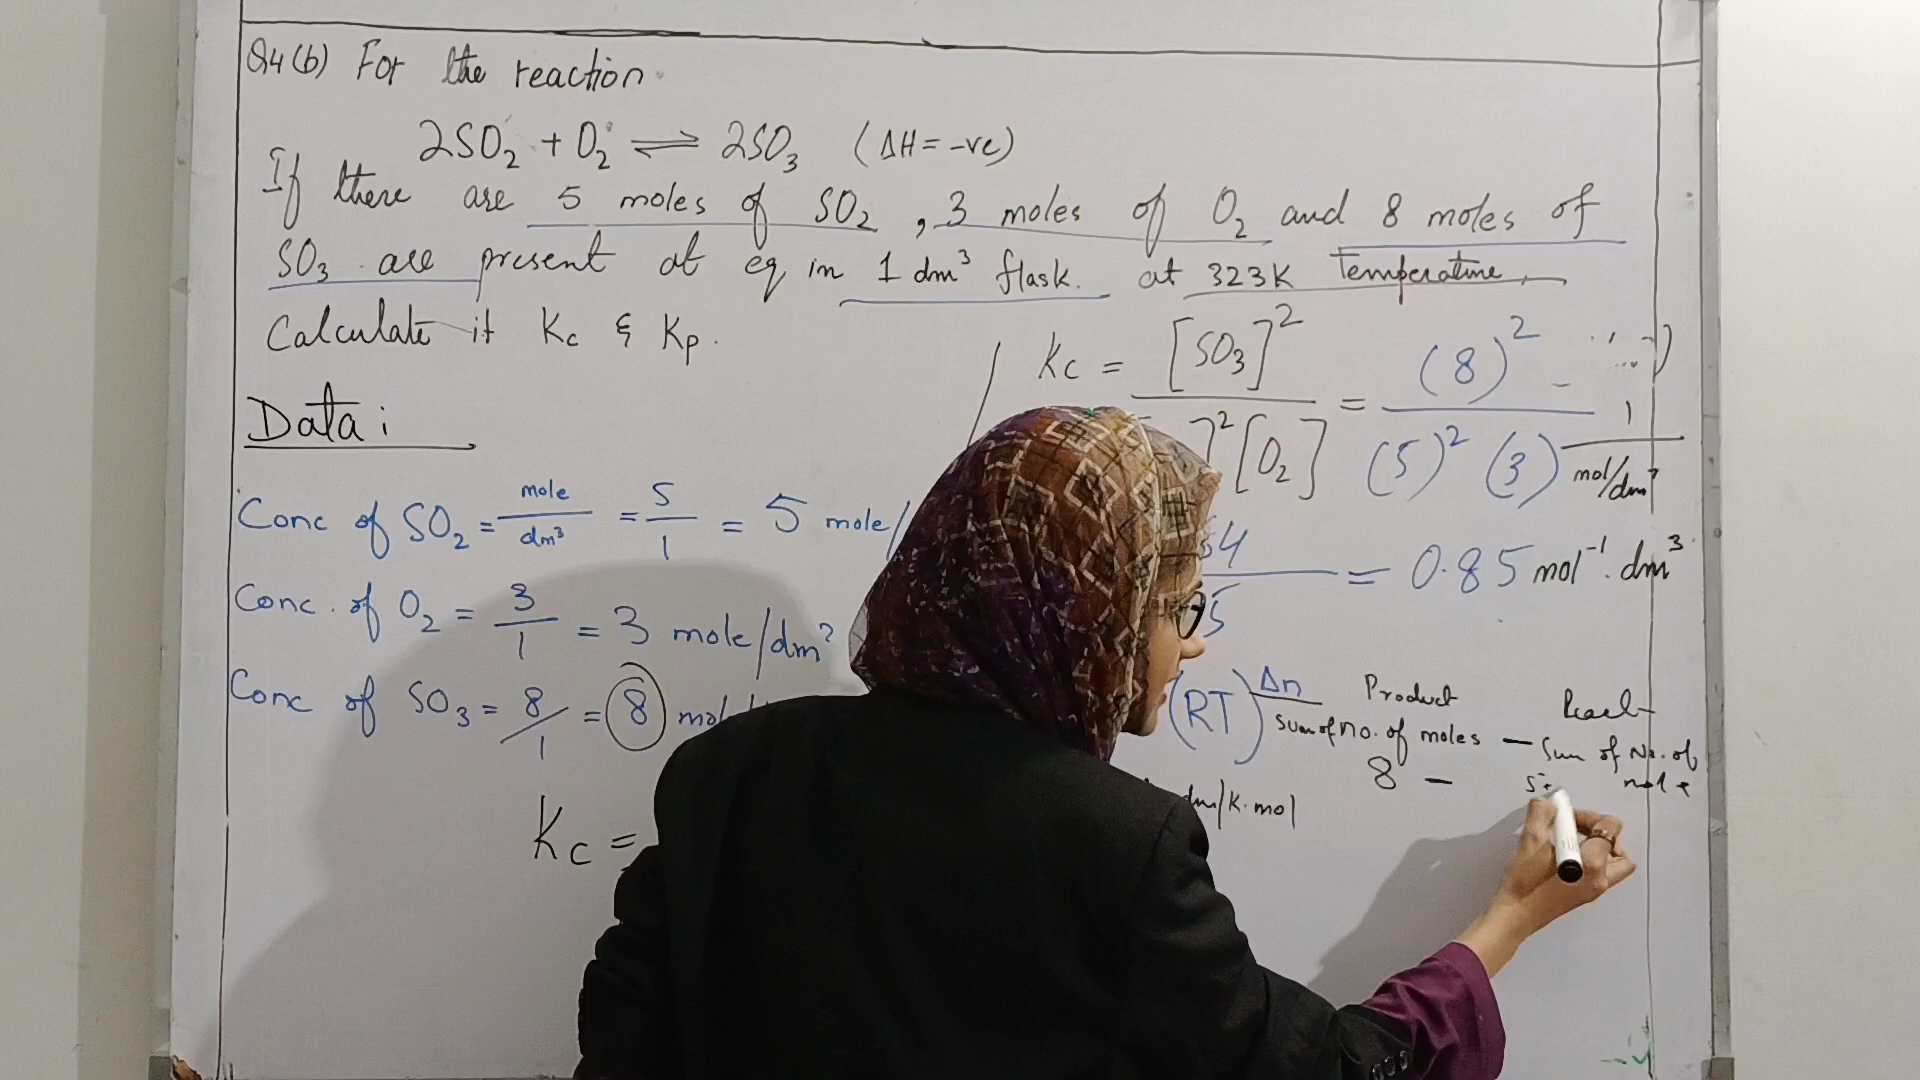 Q4(b) For the reaction
2SO₂ + O₂ ⇌ 2SO₃ (ΔH = -ve)
If there are 5 moles of SO₂, 3 moles of O₂ and 8 moles of
SO₃ are present at eq in 1 dm³ flask. at 323K Temperature.
Calculate it Kc & Kp.
Data:
Conc of SO₂ = mole/dm³ = 5/1 = 5 mole/
Conc. of O₂ = 3/1 = 3 mole/dm³
Conc of SO₃ = 8/1 = 8
Kc =
Kc = [SO₃]² / ]²[O₂] = (8)² / (5)² (3) 1 / mol/dm³
= 0.85 mol⁻¹. dm³
(RT)^Δn
Product
sum of no. of moles — Sum of No. of
8 — 5+
dm/K.mol